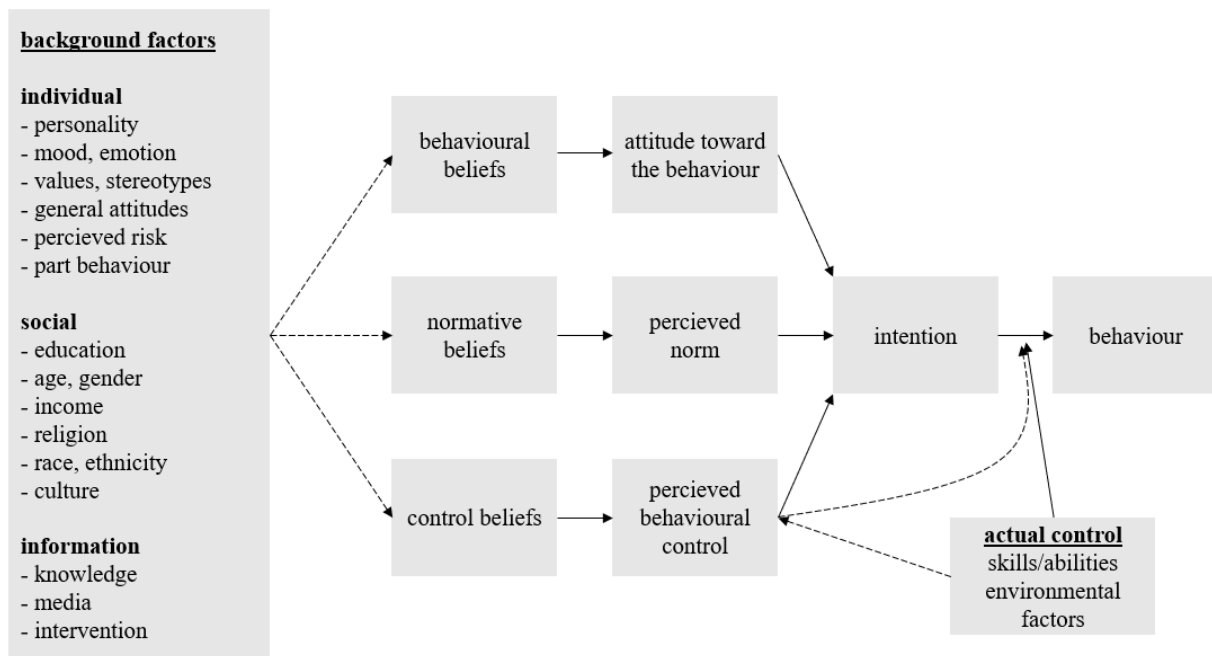 background factors
individual
- personality
- mood, emotion
- values, stereotypes
- general attitudes
- percieved risk
- part behaviour
social
- education
- age, gender
- income
- religion
- race, ethnicity
- culture
information
- knowledge
- media
- intervention
behavioural
beliefs
attitude toward
the behaviour
normative
beliefs
percieved
norm
intention
behaviour
control beliefs
percieved
behavioural
control
actual control
skills/abilities
environmental
factors